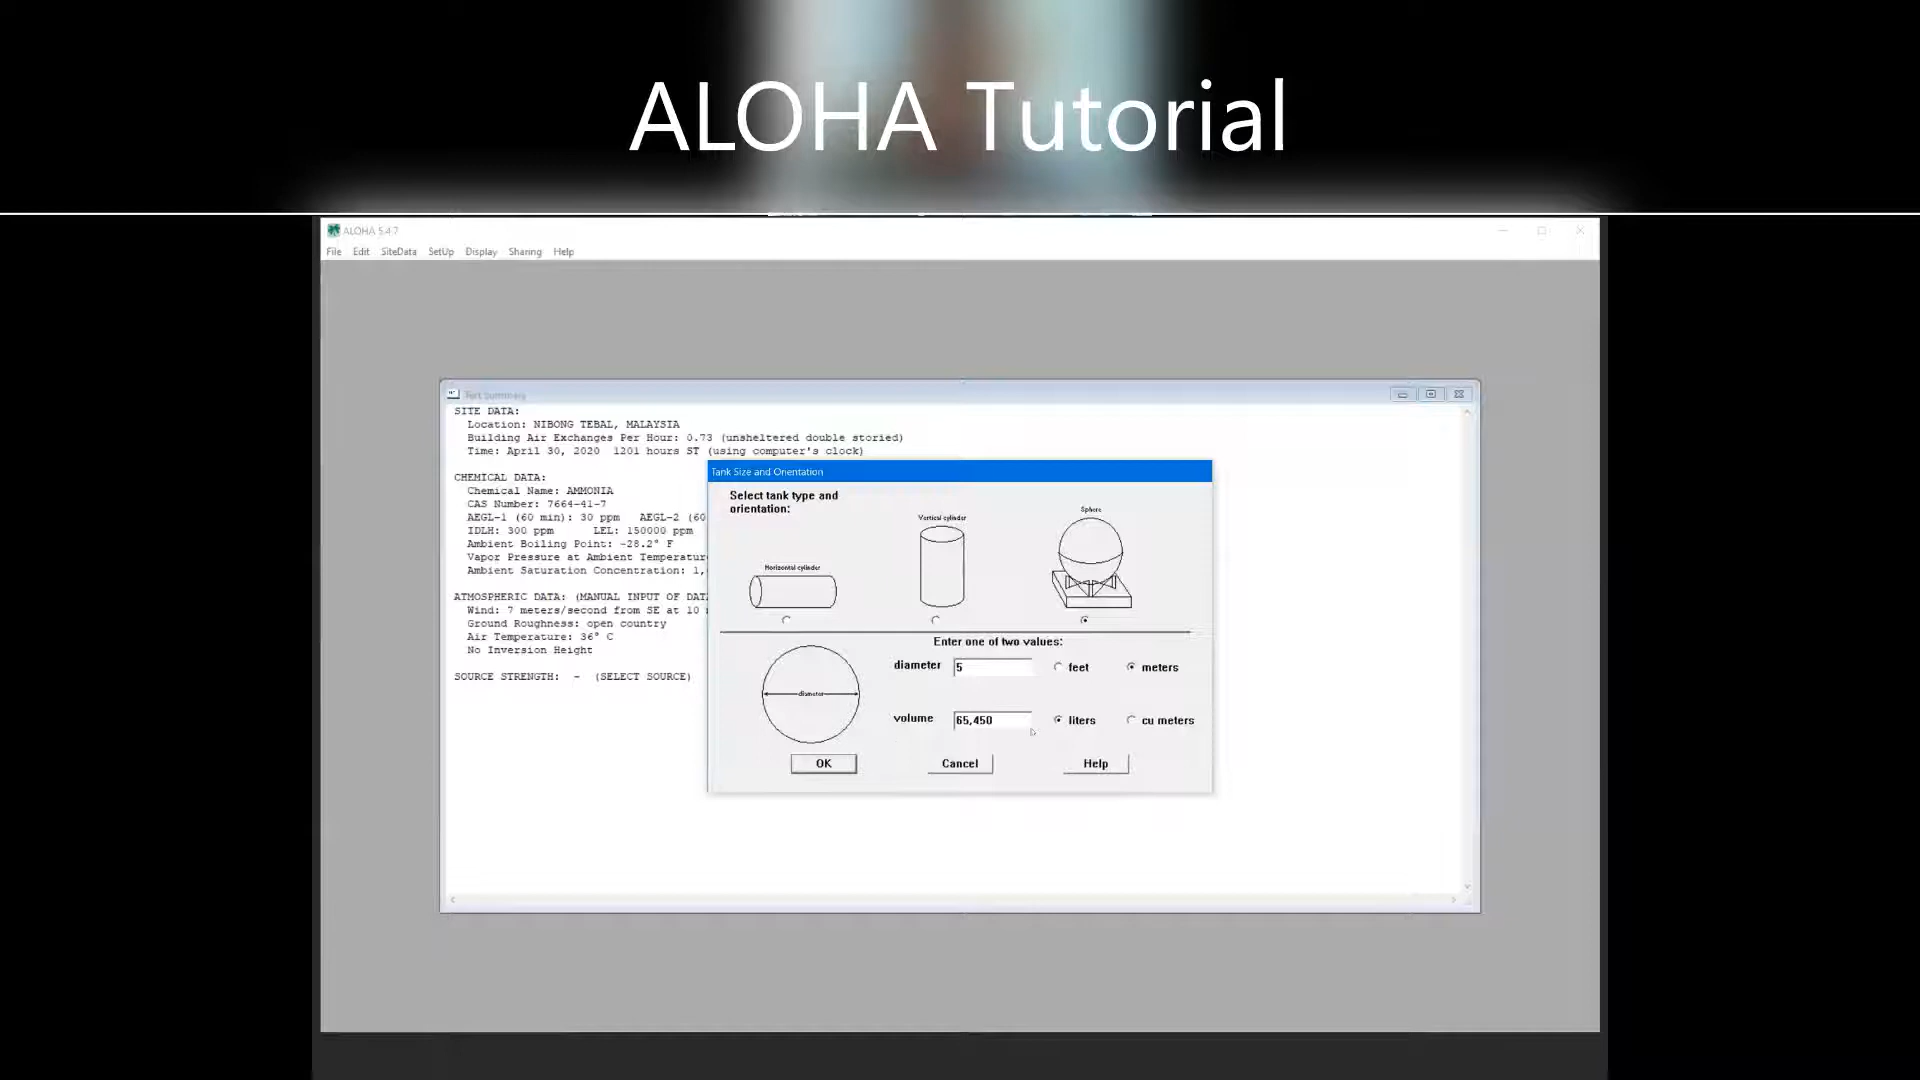 ALOHA Tutorial
ALOHA 5.4.7
File Edit SiteData SetUp Display Sharing Help
Text Summary
SITE DATA:
Location: NIBONG TEBAL, MALAYSIA
Building Air Exchanges Per Hour: 0.73 (unsheltered double storied)
Time: April 30, 2020 1201 hours ST (using computer's clock)
CHEMICAL DATA:
Chemical Name: AMMONIA
CAS Number: 7664-41-7
AEGL-1 (60 min): 30 ppm AEGL-2 (60
IDLH: 300 ppm LEL: 150000 ppm
Ambient Boiling Point: -28.2° F
Vapor Pressure at Ambient Temperature
Ambient Saturation Concentration: 1,
ATMOSPHERIC DATA: (MANUAL INPUT OF DATA
Wind: 7 meters/second from SE at 10
Ground Roughness: open country
Air Temperature: 36° C
No Inversion Height
SOURCE STRENGTH: - (SELECT SOURCE)
Tank Size and Orientation
Select tank type and
orientation:
Horizontal cylinder
Vertical cylinder
Sphere
Enter one of two values:
diameter
diameter 5 feet meters
volume 65,450 liters cu meters
OK Cancel Help